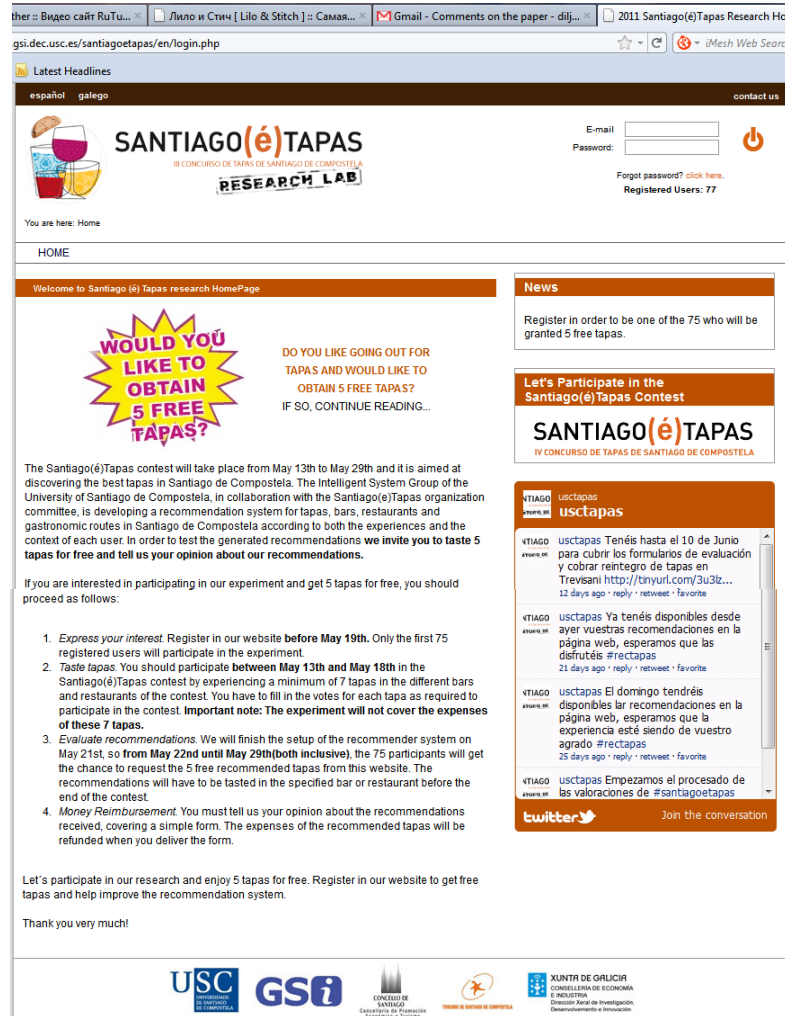 ther :: Видео сайт RuTu...
Лило и Стич [ Lilo & Stitch ] :: Самая...
Gmail - Comments on the paper - dilj...
2011 Santiago(é)Tapas Research Ho
.gsi.dec.usc.es/santiagoetapas/en/login.php
iMesh Web Searc
Latest Headlines
español galego
contact us
SANTIAGO(é)TAPAS
III CONCURSO DE TAPAS DE SANTIAGO DE COMPOSTELA
RESEARCH LAB
E-mail
Password:
Forgot password? click here.
Registered Users: 77
You are here: Home
HOME
Welcome to Santiago (é) Tapas research HomePage
WOULD YOU
LIKE TO
OBTAIN
5 FREE
TAPAS?
DO YOU LIKE GOING OUT FOR
TAPAS AND WOULD LIKE TO
OBTAIN 5 FREE TAPAS?
IF SO, CONTINUE READING...
The Santiago(é)Tapas contest will take place from May 13th to May 29th and it is aimed at
discovering the best tapas in Santiago de Compostela. The Intelligent System Group of the
University of Santiago de Compostela, in collaboration with the Santiago(e)Tapas organization
committee, is developing a recommendation system for tapas, bars, restaurants and
gastronomic routes in Santiago de Compostela according to both the experiences and the
context of each user. In order to test the generated recommendations we invite you to taste 5
tapas for free and tell us your opinion about our recommendations.
If you are interested in participating in our experiment and get 5 tapas for free, you should
proceed as follows:
1. Express your interest. Register in our website before May 19th. Only the first 75
registered users will participate in the experiment.
2. Taste tapas. You should participate between May 13th and May 18th in the
Santiago(é)Tapas contest by experiencing a minimum of 7 tapas in the different bars
and restaurants of the contest. You have to fill in the votes for each tapa as required to
participate in the contest. Important note: The experiment will not cover the expenses
of these 7 tapas.
3. Evaluate recommendations. We will finish the setup of the recommender system on
May 21st, so from May 22nd until May 29th(both inclusive), the 75 participants will get
the chance to request the 5 free recommended tapas from this website. The
recommendations will have to be tasted in the specified bar or restaurant before the
end of the contest.
4. Money Reimbursement. You must tell us your opinion about the recommendations
received, covering a simple form. The expenses of the recommended tapas will be
refunded when you deliver the form.
Let´s participate in our research and enjoy 5 tapas for free. Register in our website to get free
tapas and help improve the recommendation system.
Thank you very much!
News
Register in order to be one of the 75 who will be
granted 5 free tapas.
Let's Participate in the
Santiago(é)Tapas Contest
SANTIAGO(é)TAPAS
IV CONCURSO DE TAPAS DE SANTIAGO DE COMPOSTELA
NTIAGO
usctapas
usctapas
NTIAGO
usctapas Tenéis hasta el 10 de Junio
para cubrir los formularios de evaluación
y cobrar reintegro de tapas en
Trevisani http://tinyurl.com/3u3lz...
12 days ago · reply · retweet · favorite
NTIAGO
usctapas Ya tenéis disponibles desde
ayer vuestras recomendaciones en la
página web, esperamos que las
disfrutéis #rectapas
21 days ago · reply · retweet · favorite
NTIAGO
usctapas El domingo tendréis
disponibles lar recomendaciones en la
página web, esperamos que la
experiencia esté siendo de vuestro
agrado #rectapas
25 days ago · reply · retweet · favorite
NTIAGO
usctapas Empezamos el procesado de
las valoraciones de #santiagoetapas
twitter
Join the conversation
USC
UNIVERSIDADE
DE SANTIAGO
DE COMPOSTELA
GSi
CONCELLO DE
SANTIAGO
Concellaría de Promoción
Económica e Turismo
TURISMO DE SANTIAGO DE COMPOSTELA
XUNTA DE GALICIA
CONSELLERÍA DE ECONOMÍA
E INDUSTRIA
Dirección Xeral de Investigación,
Desenvolvemento e Innovación